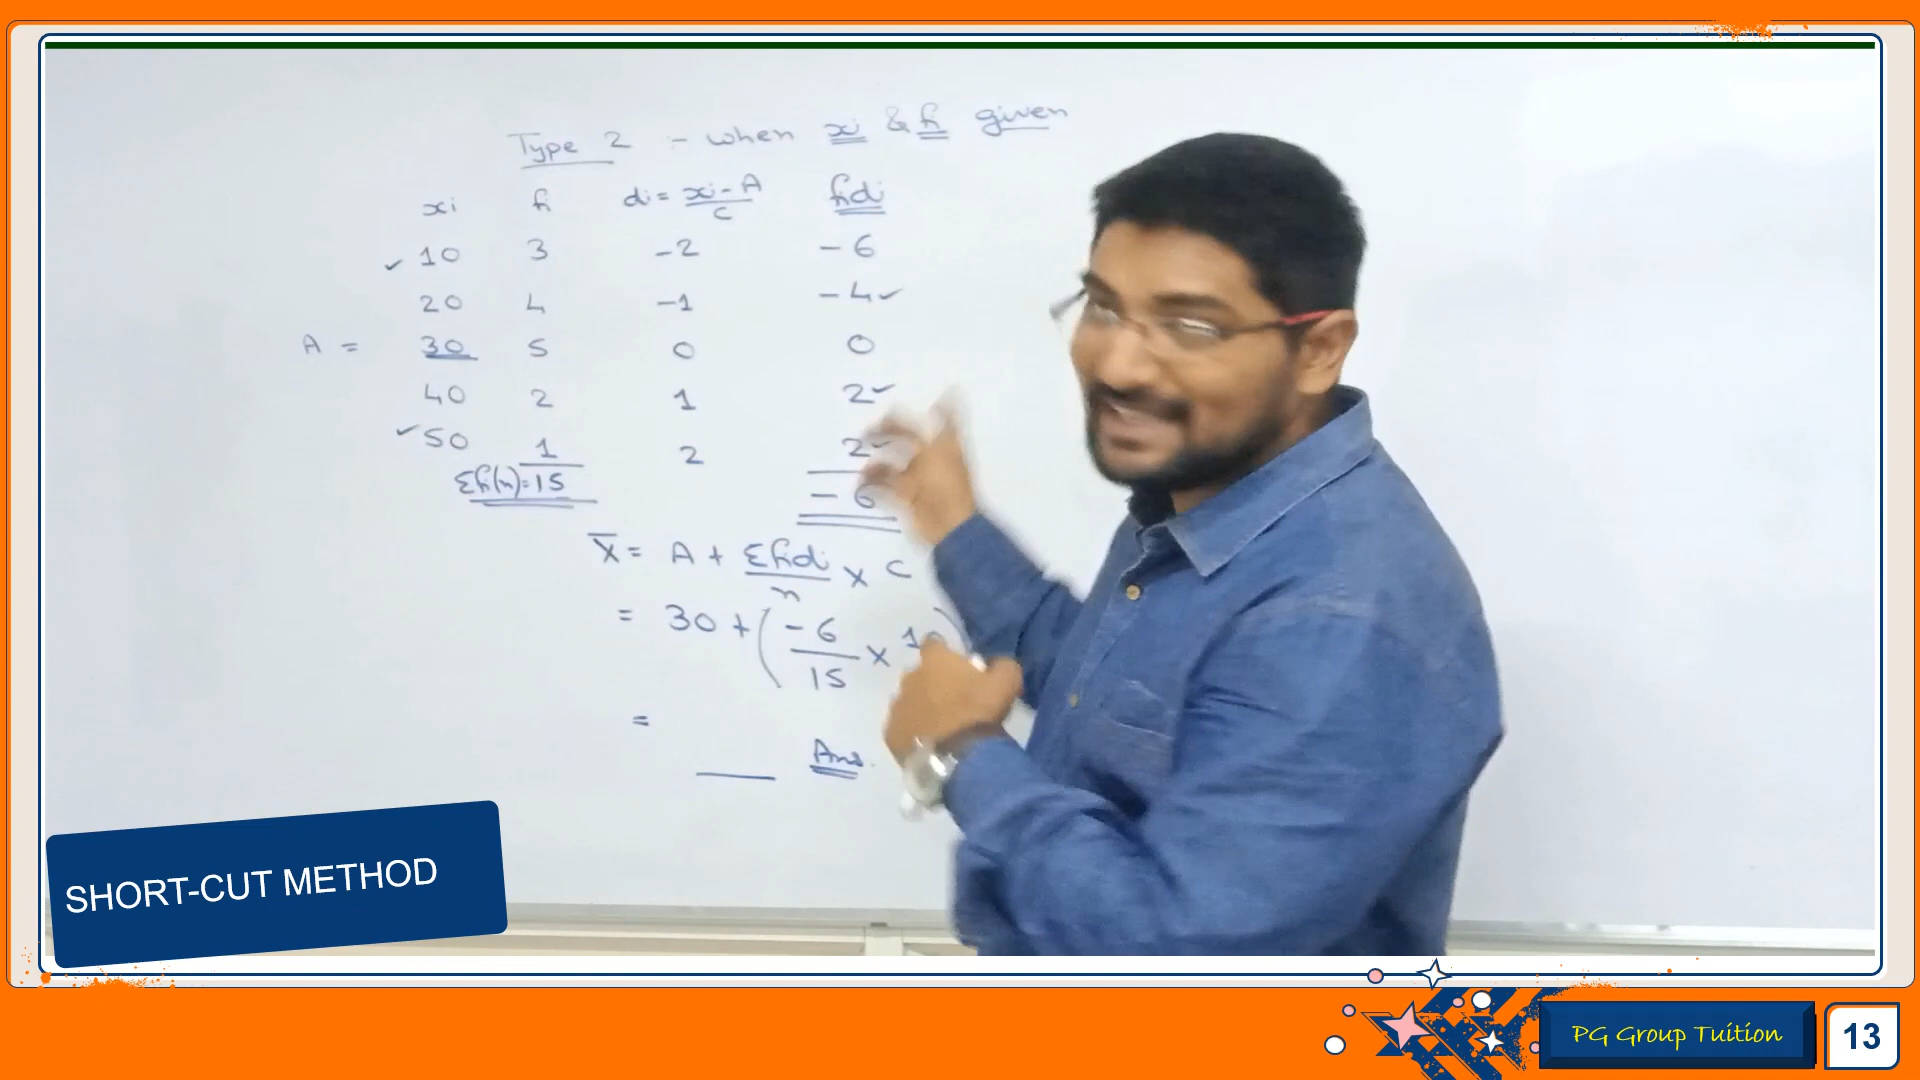 Type 2 :- when xi & fi given
xi fi di = xi - A / c fidi
✓ 10 3 -2 - 6
20 4 -1 - 4 ✓
A = 30 5 0 0
40 2 1 2 ✓
✓ 50 1 2 2 ✓
Σfi(n) = 15 - 6
X̄ = A + Σfidi / n × c
= 30 + ( - 6 / 15 × 10 )
=
Ans.
SHORT-CUT METHOD
PG Group Tuition
13